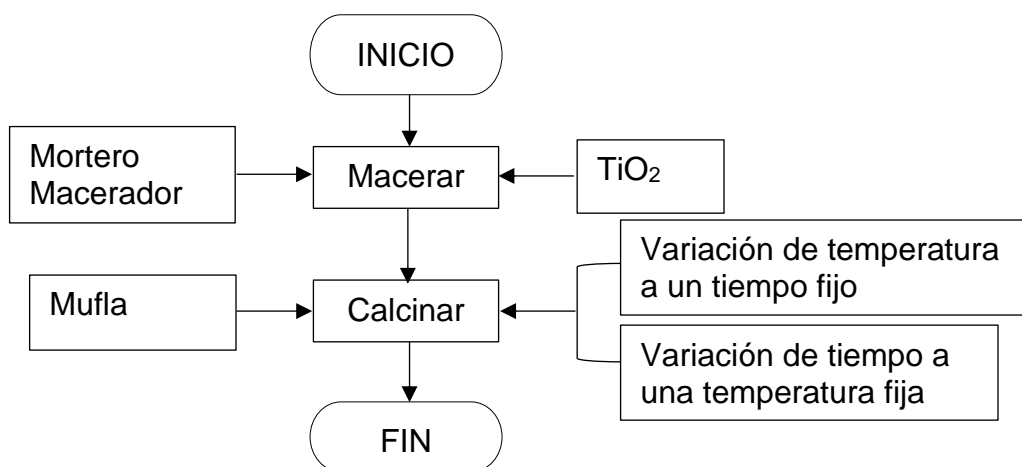 INICIO
Mortero
Macerador
Macerar
TiO₂
Mufla
Calcinar
Variación de temperatura
a un tiempo fijo
Variación de tiempo a
una temperatura fija
FIN